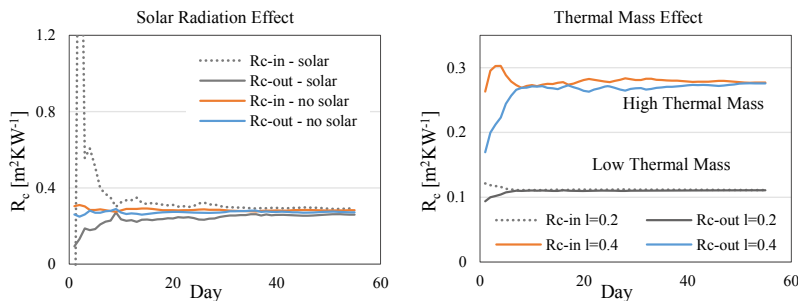 Solar Radiation Effect
R_c [m²KW⁻¹]
1.2
0.8
0.4
0
Rc-in - solar
Rc-out - solar
Rc-in - no solar
Rc-out - no solar
0 20 40 60
Day
Thermal Mass Effect
R_c [m²KW⁻¹]
0.3
0.2
0.1
0
High Thermal Mass
Low Thermal Mass
Rc-in l=0.2 Rc-out l=0.2
Rc-in l=0.4 Rc-out l=0.4
0 20 40 60
Day